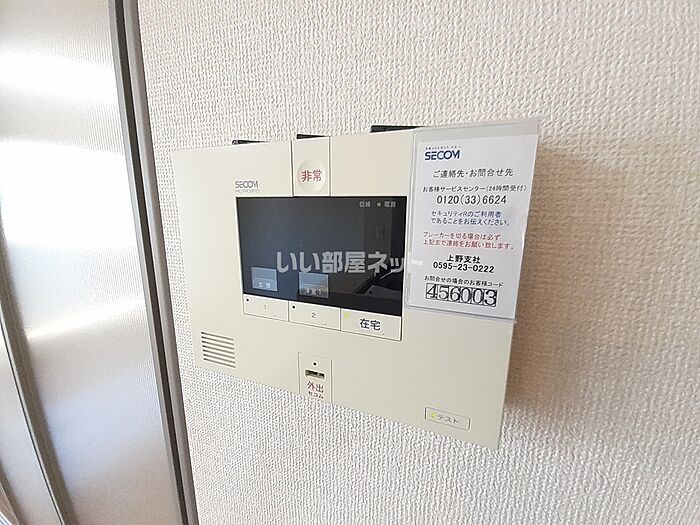 SECOM
非常
回線 電源
玄関
1
2
在宅
外出
セコム
テスト
SECOM
ご連絡先・お問合せ先
お客様サービスセンター(24時間受付)
0120(33)6624
セキュリティRのご利用者
であることをお伝えください。
ブレーカーを切る場合は必ず
上記まで連絡をお願い致します。
上野支社
0595-23-0222
お問合せの場合のお客様コード
456003
いい部屋ネット